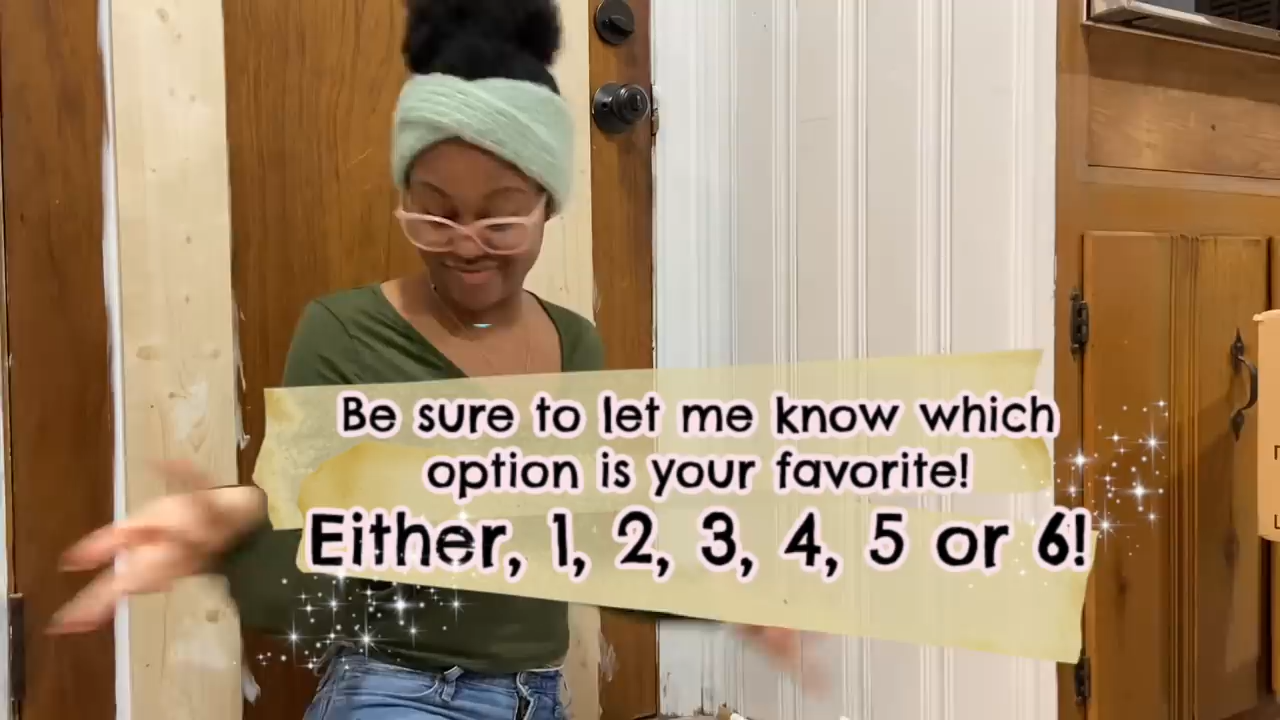 Be sure to let me know which
option is your favorite!
Either, 1, 2, 3, 4, 5 or 6!